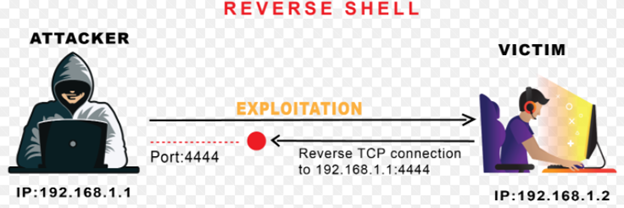 REVERSE SHELL
ATTACKER
VICTIM
EXPLOITATION
Port:4444
Reverse TCP connection
to 192.168.1.1:4444
IP:192.168.1.1
IP:192.168.1.2